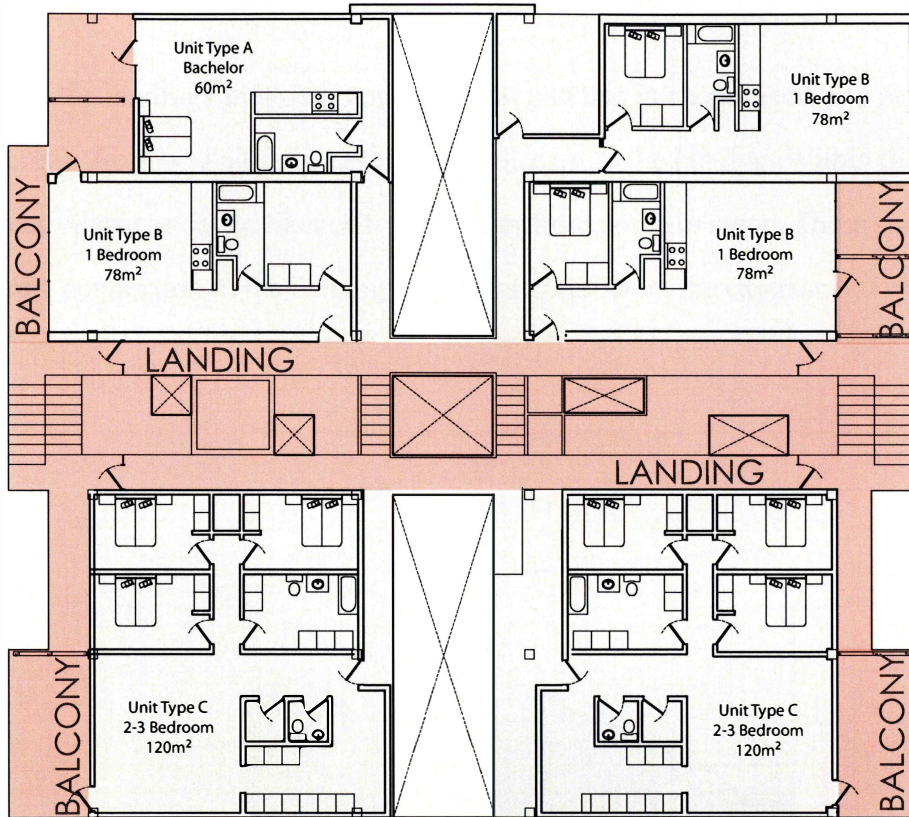 Unit Type A
Bachelor
60m²
Unit Type B
1 Bedroom
78m²
BALCONY
Unit Type B
1 Bedroom
78m²
Unit Type B
1 Bedroom
78m²
BALCONY
LANDING
LANDING
BALCONY
Unit Type C
2-3 Bedroom
120m²
Unit Type C
2-3 Bedroom
120m²
BALCONY